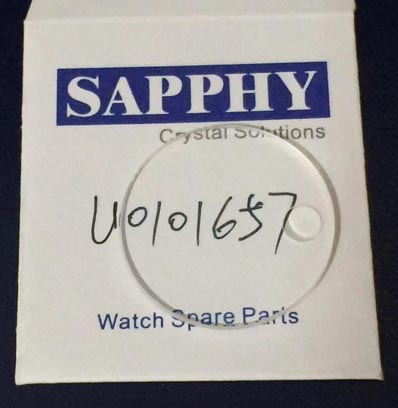 SAPPHY
Crystal Solutions
U0101657
Watch Spare Parts